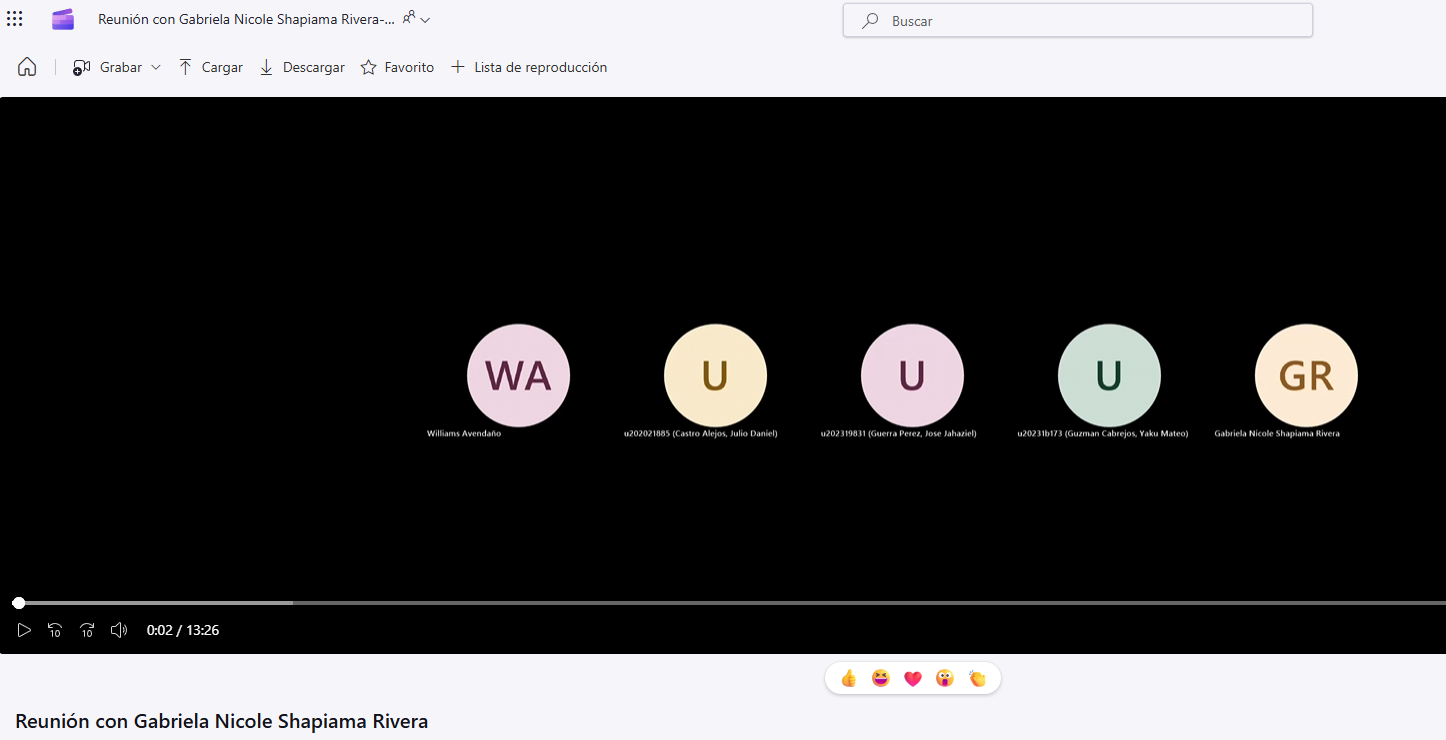 Reunión con Gabriela Nicole Shapiama Rivera-...
Buscar
Grabar
Cargar
Descargar
Favorito
Lista de reproducción
WA
U
U
U
GR
Williams Avendaño
u202021885 (Castro Alejos, Julio Daniel)
u202319831 (Guerra Perez, Jose Jahaziel)
u20231b173 (Guzman Cabrejos, Yaku Mateo)
Gabriela Nicole Shapiama Rivera
10
10
0:02 / 13:26
Reunión con Gabriela Nicole Shapiama Rivera